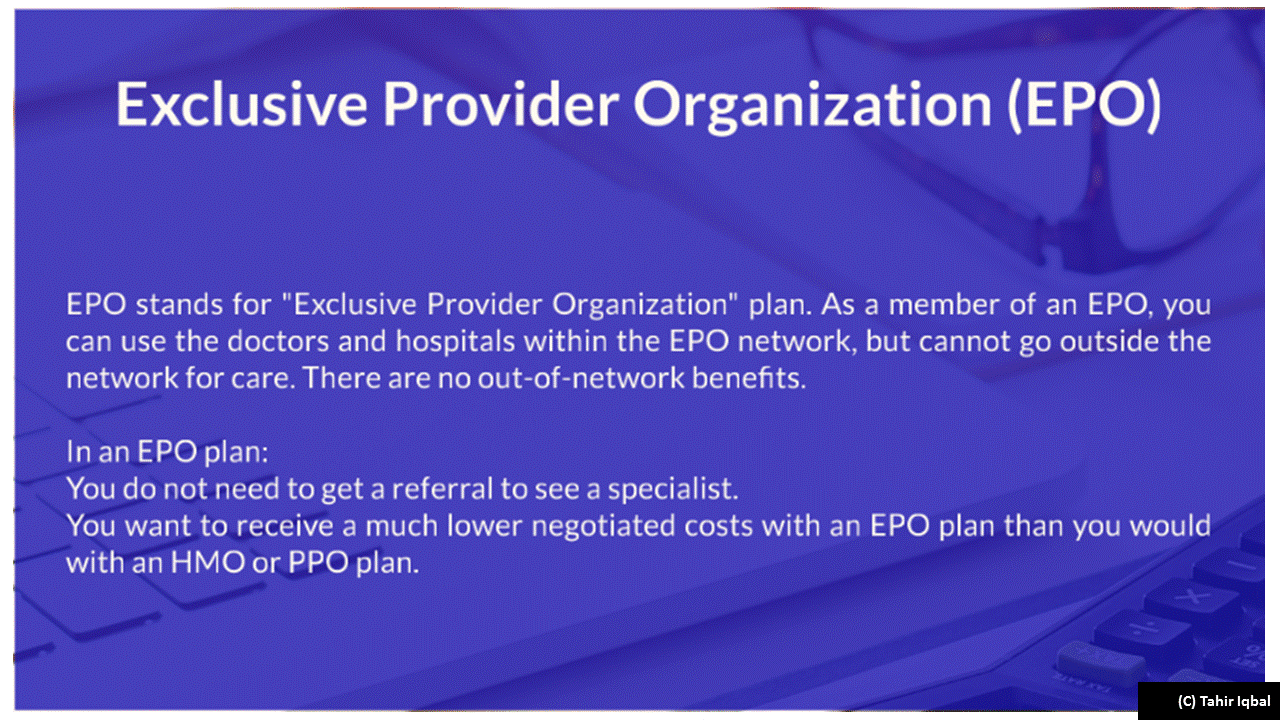 Exclusive Provider Organization (EPO)
EPO stands for "Exclusive Provider Organization" plan. As a member of an EPO, you
can use the doctors and hospitals within the EPO network, but cannot go outside the
network for care. There are no out-of-network benefits.
In an EPO plan:
You do not need to get a referral to see a specialist.
You want to receive a much lower negotiated costs with an EPO plan than you would
with an HMO or PPO plan.
TAX RATE
(C) Tahir Iqbal